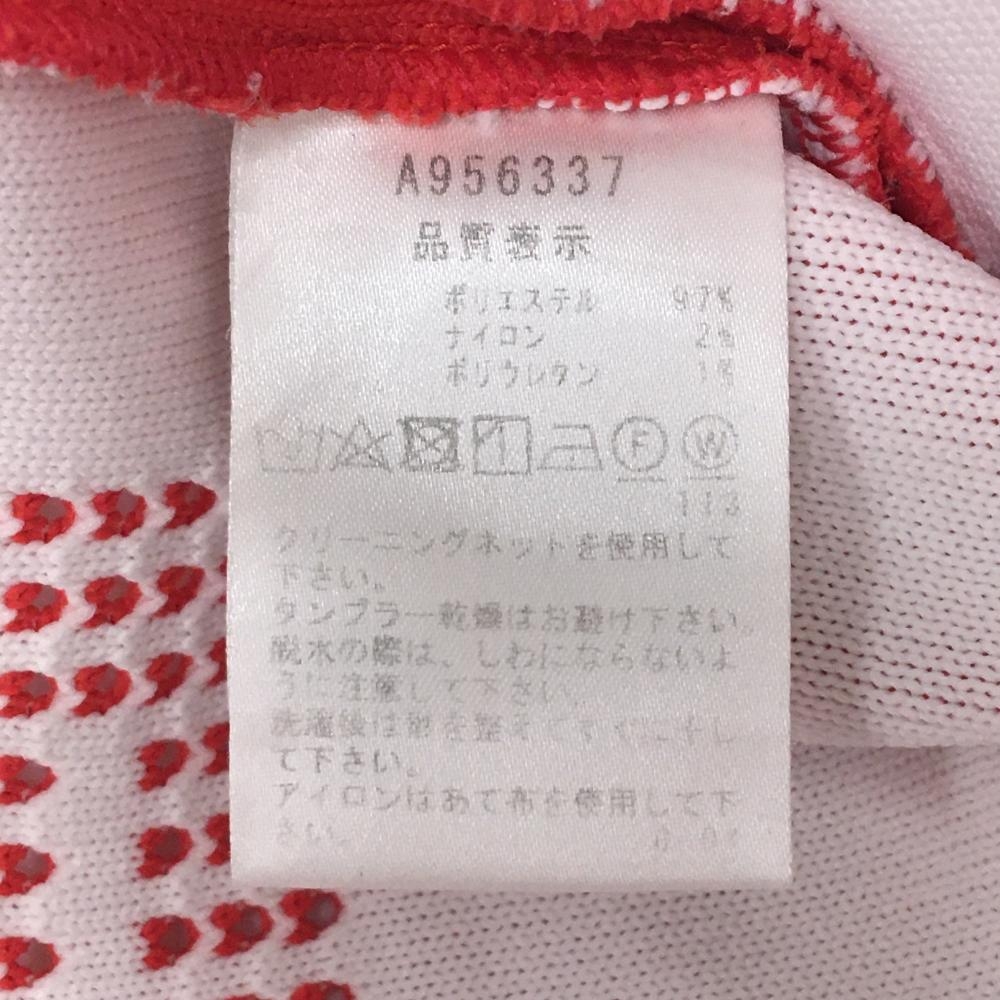 A956337
品質表示
ポリエステル 97%
ナイロン 2%
ポリウレタン 1%
F W
113
クリーニングネットを使用して
下さい。
タンブラー乾燥はお避け下さい。
脱水の際は、しわにならないよ
うに注意して下さい。
洗濯後は形を整えてすぐに干し
て下さい。
アイロンはあて布を使用して下
さい。